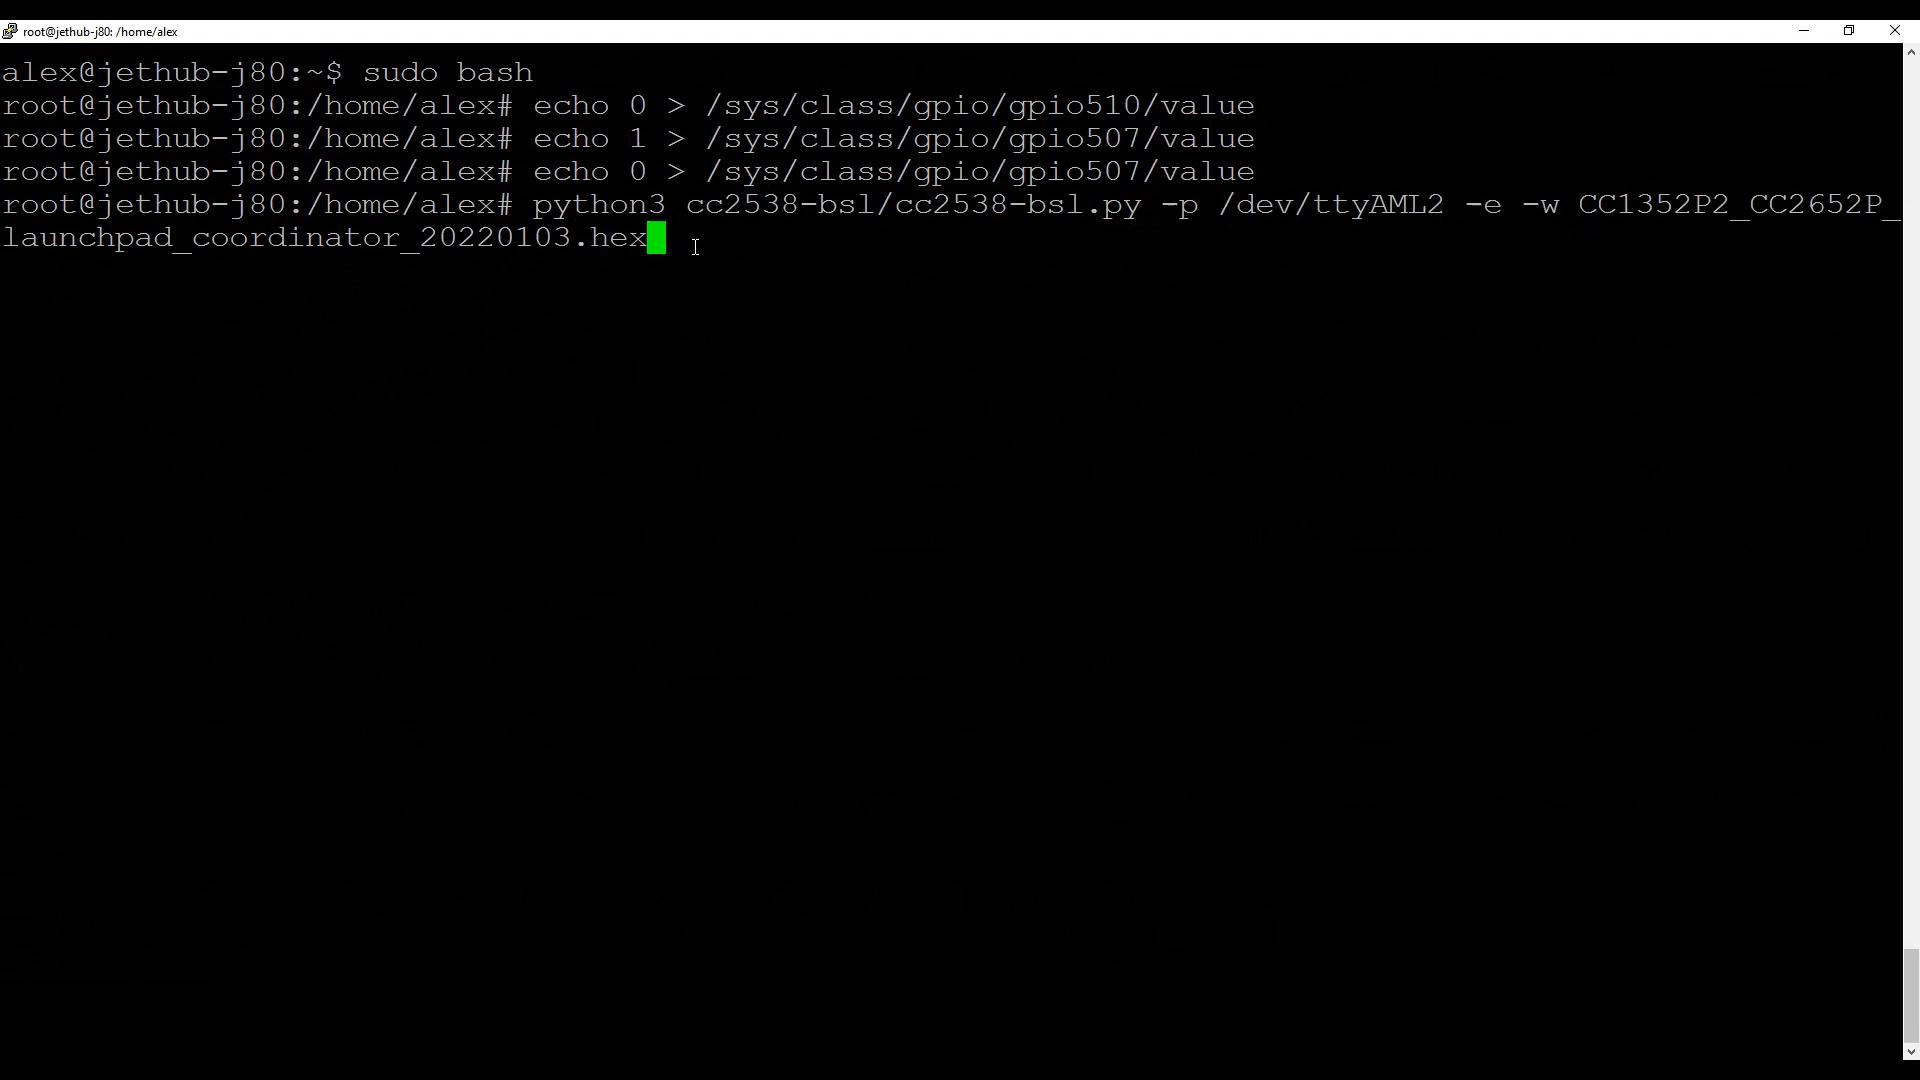 root@jethub-j80: /home/alex
alex@jethub-j80:~$ sudo bash
root@jethub-j80:/home/alex# echo 0 > /sys/class/gpio/gpio510/value
root@jethub-j80:/home/alex# echo 1 > /sys/class/gpio/gpio507/value
root@jethub-j80:/home/alex# echo 0 > /sys/class/gpio/gpio507/value
root@jethub-j80:/home/alex# python3 cc2538-bsl/cc2538-bsl.py -p /dev/ttyAML2 -e -w CC1352P2_CC2652P_
launchpad_coordinator_20220103.hex